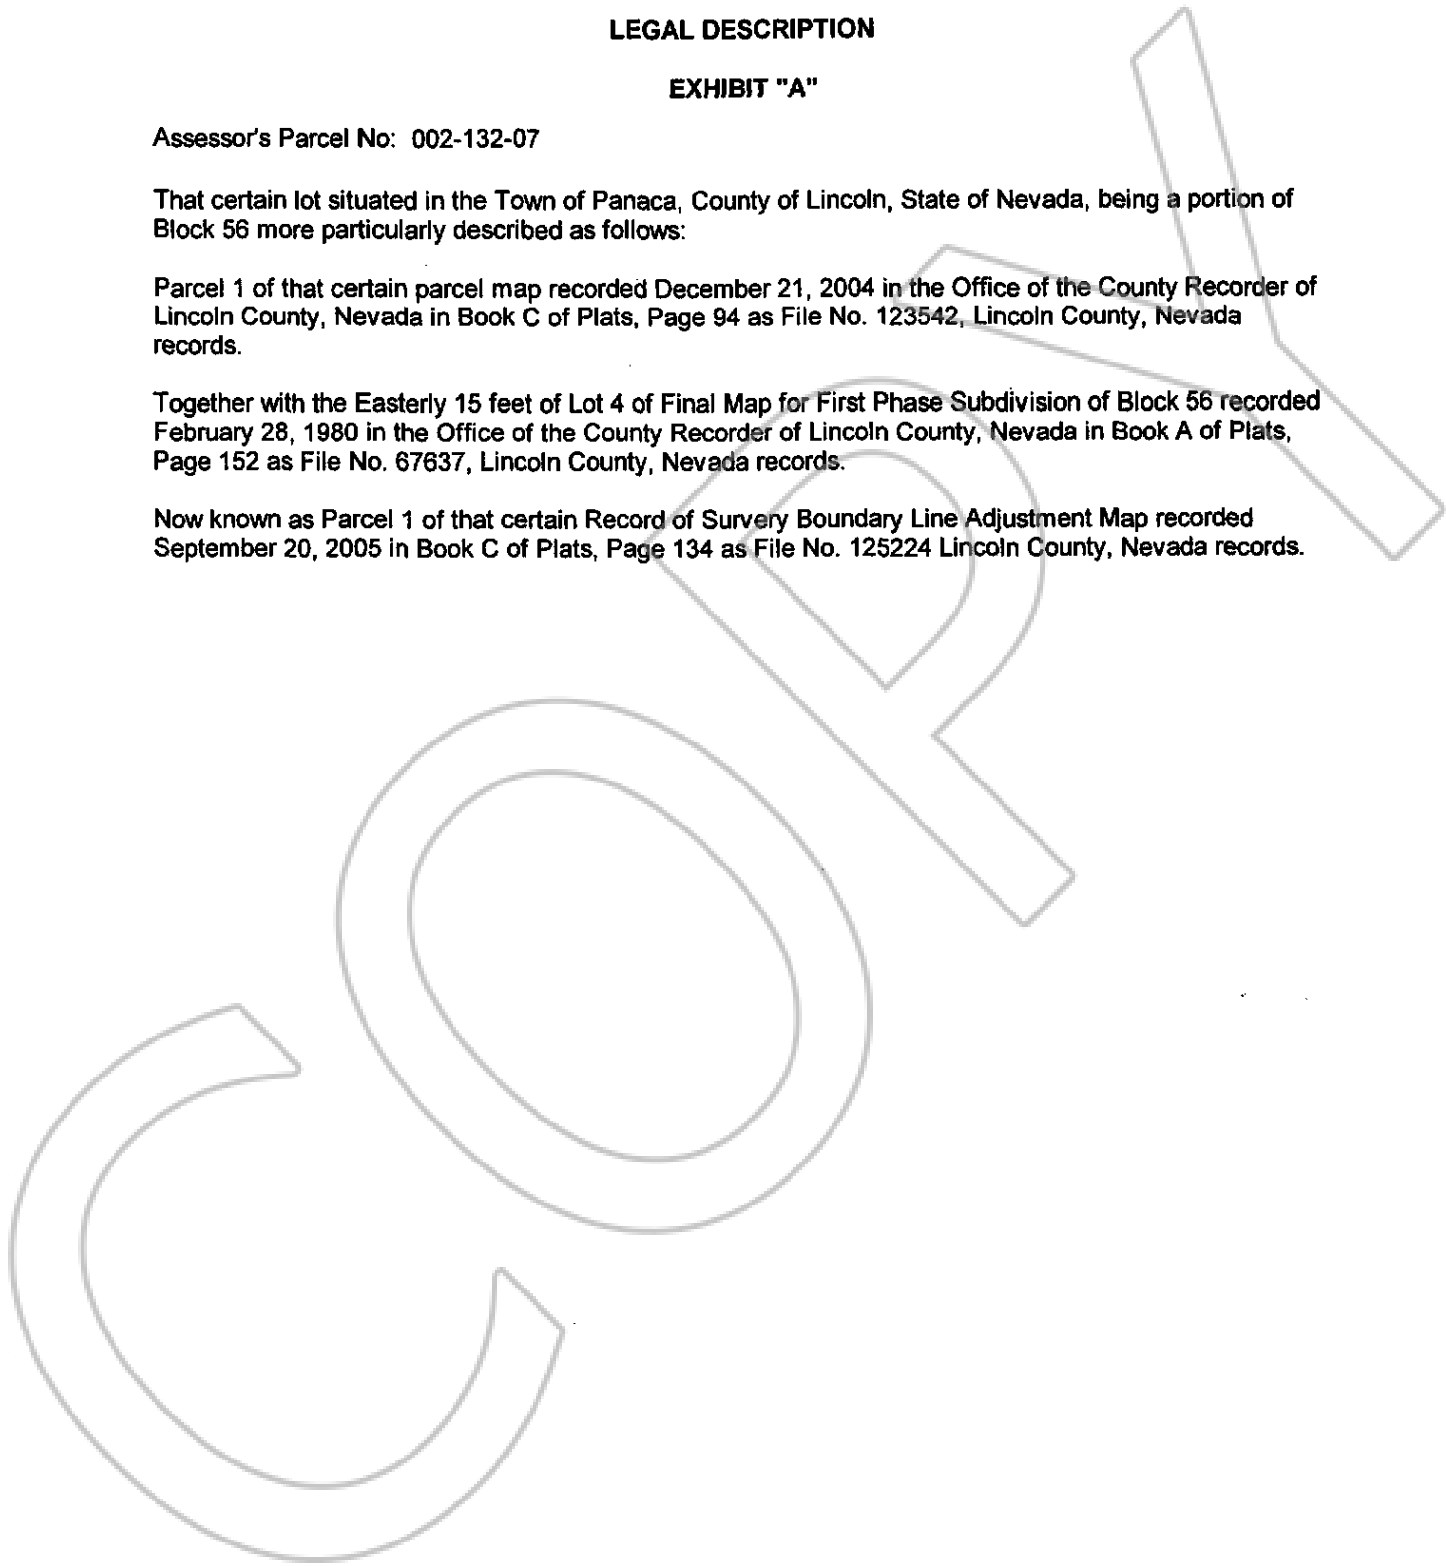 LEGAL DESCRIPTION
EXHIBIT "A"
Assessor's Parcel No: 002-132-07
That certain lot situated in the Town of Panaca, County of Lincoln, State of Nevada, being a portion of
Block 56 more particularly described as follows:
Parcel 1 of that certain parcel map recorded December 21, 2004 in the Office of the County Recorder of
Lincoln County, Nevada in Book C of Plats, Page 94 as File No. 123542, Lincoln County, Nevada
records.
Together with the Easterly 15 feet of Lot 4 of Final Map for First Phase Subdivision of Block 56 recorded
February 28, 1980 in the Office of the County Recorder of Lincoln County, Nevada in Book A of Plats,
Page 152 as File No. 67637, Lincoln County, Nevada records.
Now known as Parcel 1 of that certain Record of Survery Boundary Line Adjustment Map recorded
September 20, 2005 in Book C of Plats, Page 134 as File No. 125224 Lincoln County, Nevada records.
COPY